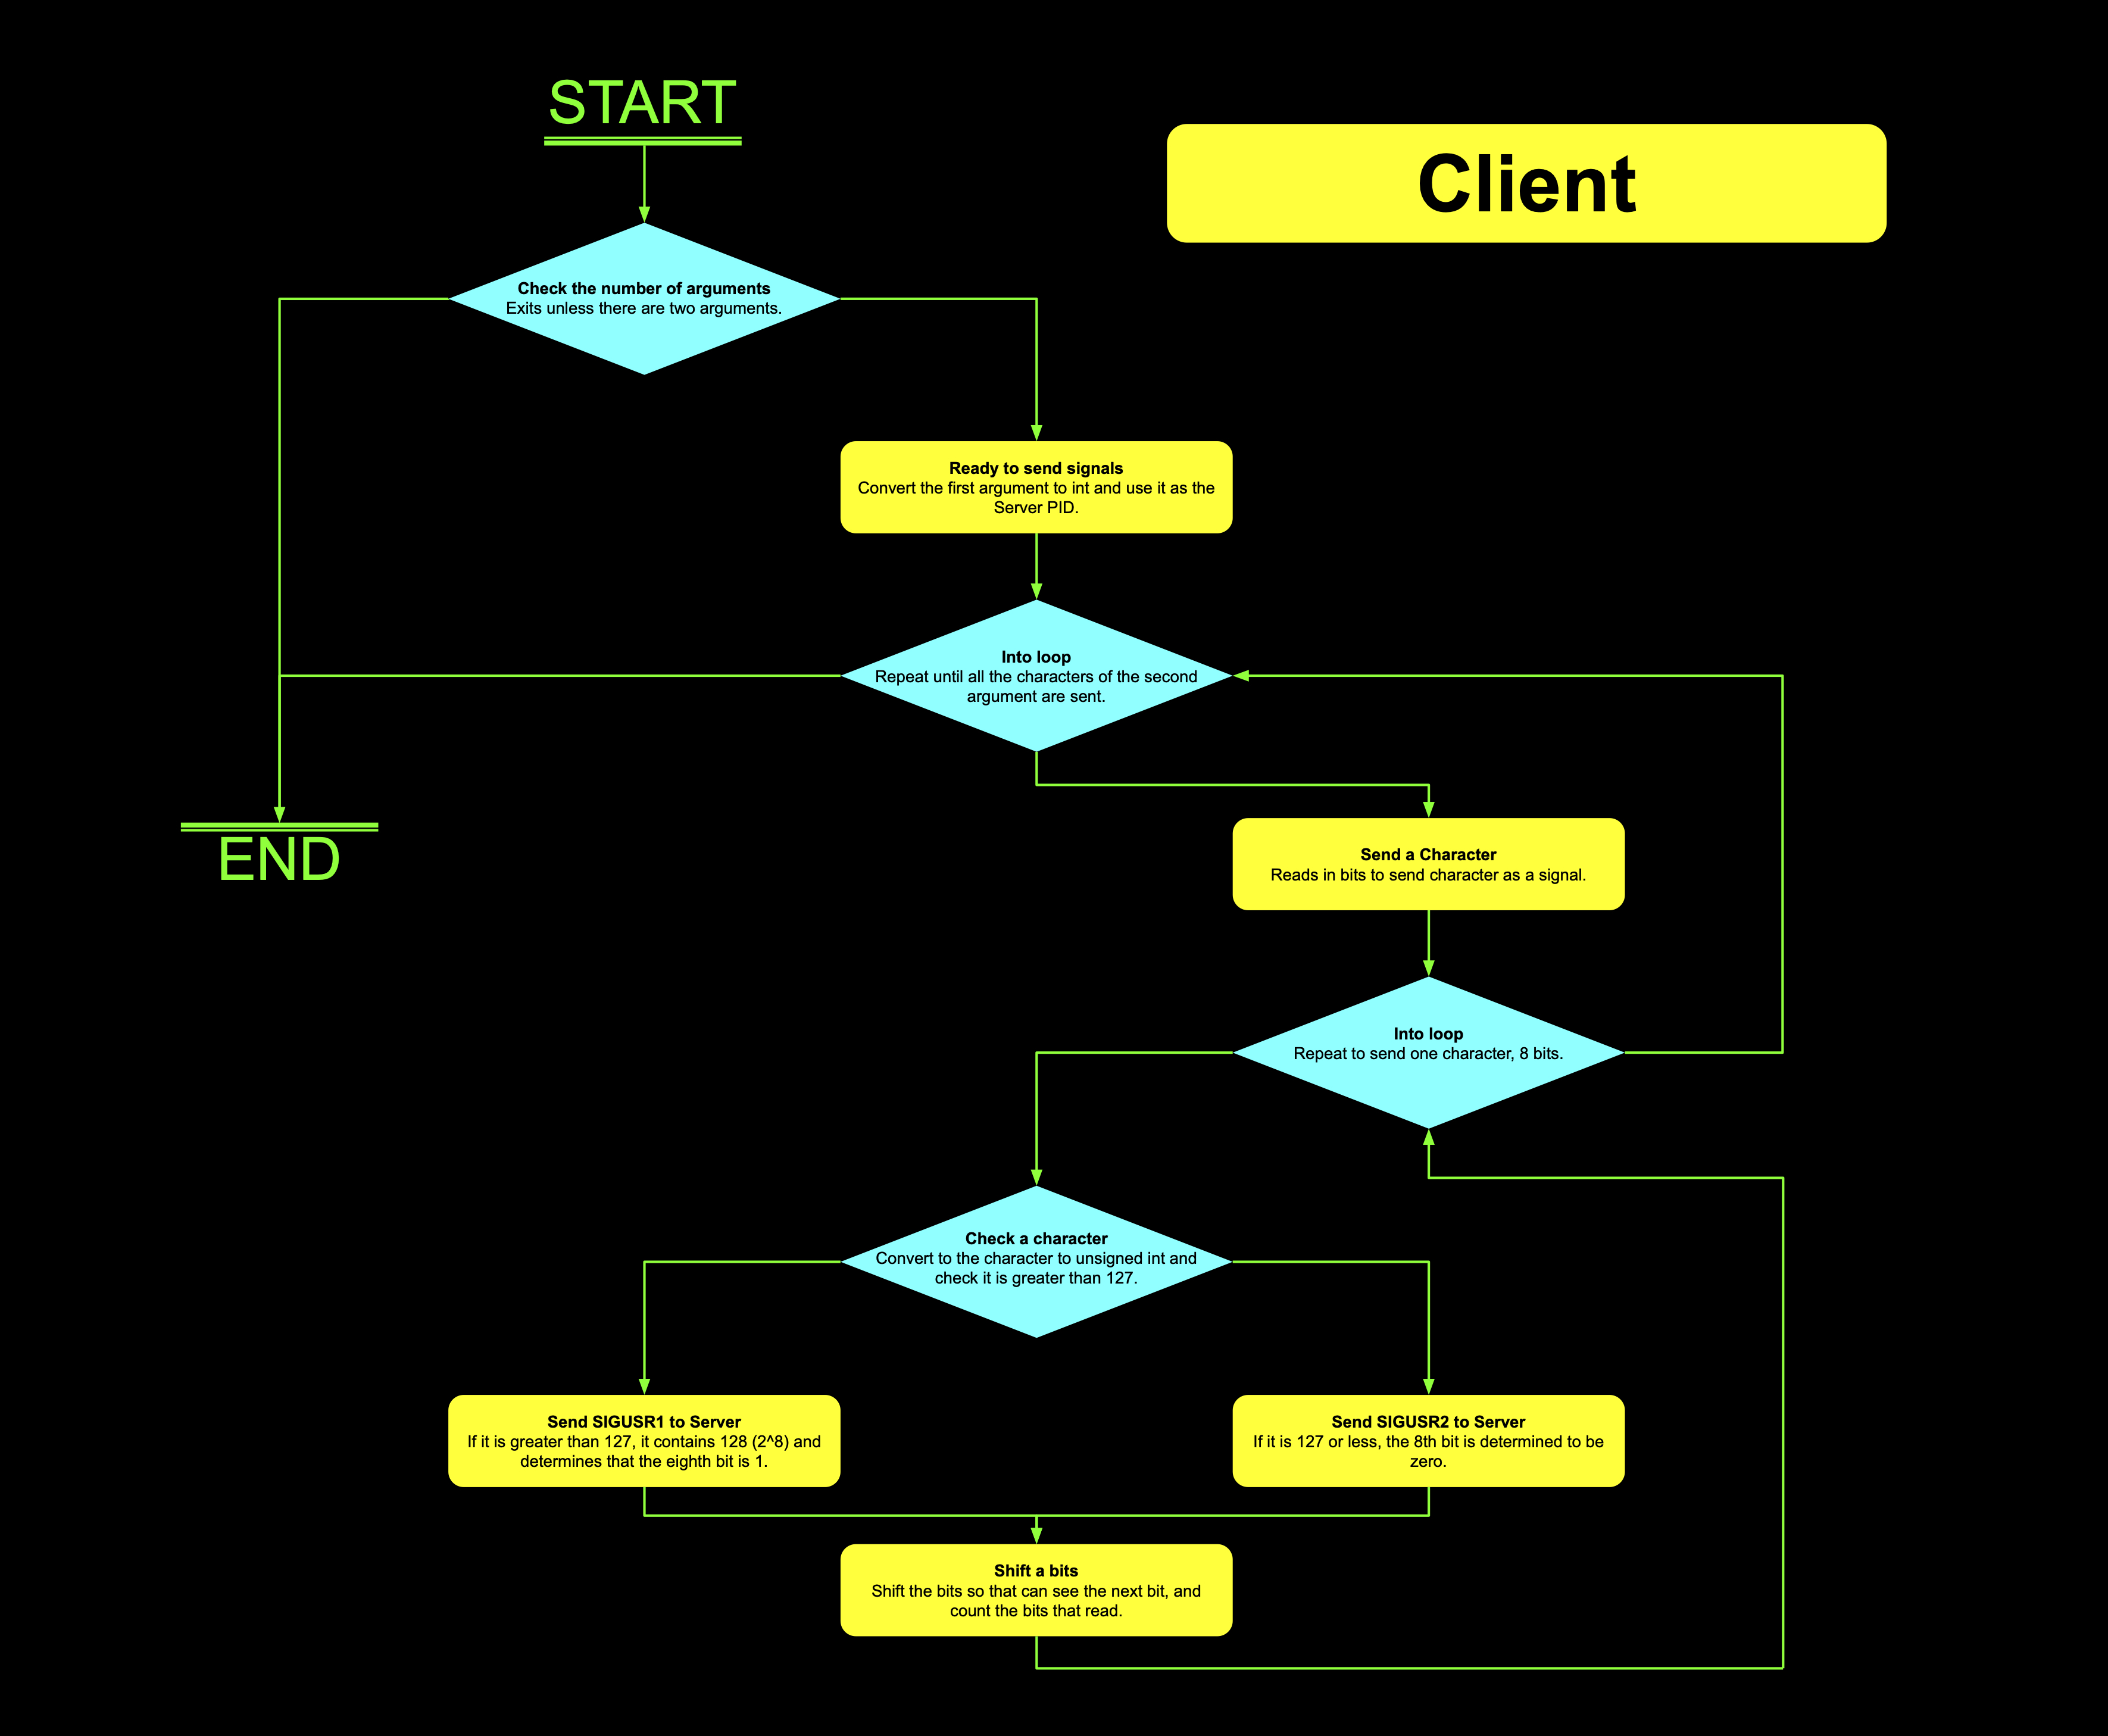 START
Client
Check the number of arguments
Exits unless there are two arguments.
Ready to send signals
Convert the first argument to int and use it as the
Server PID.
Into loop
Repeat until all the characters of the second
argument are sent.
END
Send a Character
Reads in bits to send character as a signal.
Into loop
Repeat to send one character, 8 bits.
Check a character
Convert to the character to unsigned int and
check it is greater than 127.
Send SIGUSR1 to Server
If it is greater than 127, it contains 128 (2^8) and
determines that the eighth bit is 1.
Send SIGUSR2 to Server
If it is 127 or less, the 8th bit is determined to be
zero.
Shift a bits
Shift the bits so that can see the next bit, and
count the bits that read.